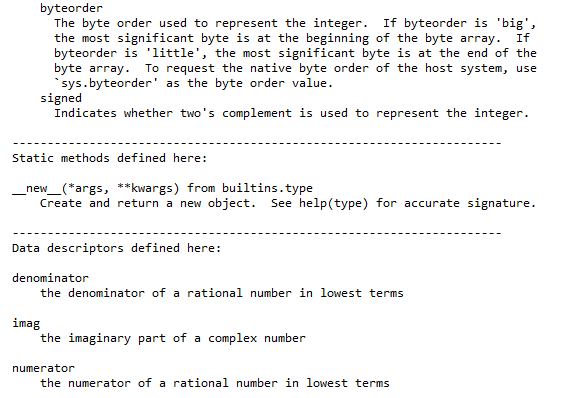 byteorder
The byte order used to represent the integer.  If byteorder is 'big',
the most significant byte is at the beginning of the byte array.  If
byteorder is 'little', the most significant byte is at the end of the
byte array.  To request the native byte order of the host system, use
`sys.byteorder' as the byte order value.
signed
Indicates whether two's complement is used to represent the integer.
----------------------------------------------------------------------
Static methods defined here:
__new__(*args, **kwargs) from builtins.type
Create and return a new object.  See help(type) for accurate signature.
----------------------------------------------------------------------
Data descriptors defined here:
denominator
the denominator of a rational number in lowest terms
imag
the imaginary part of a complex number
numerator
the numerator of a rational number in lowest terms